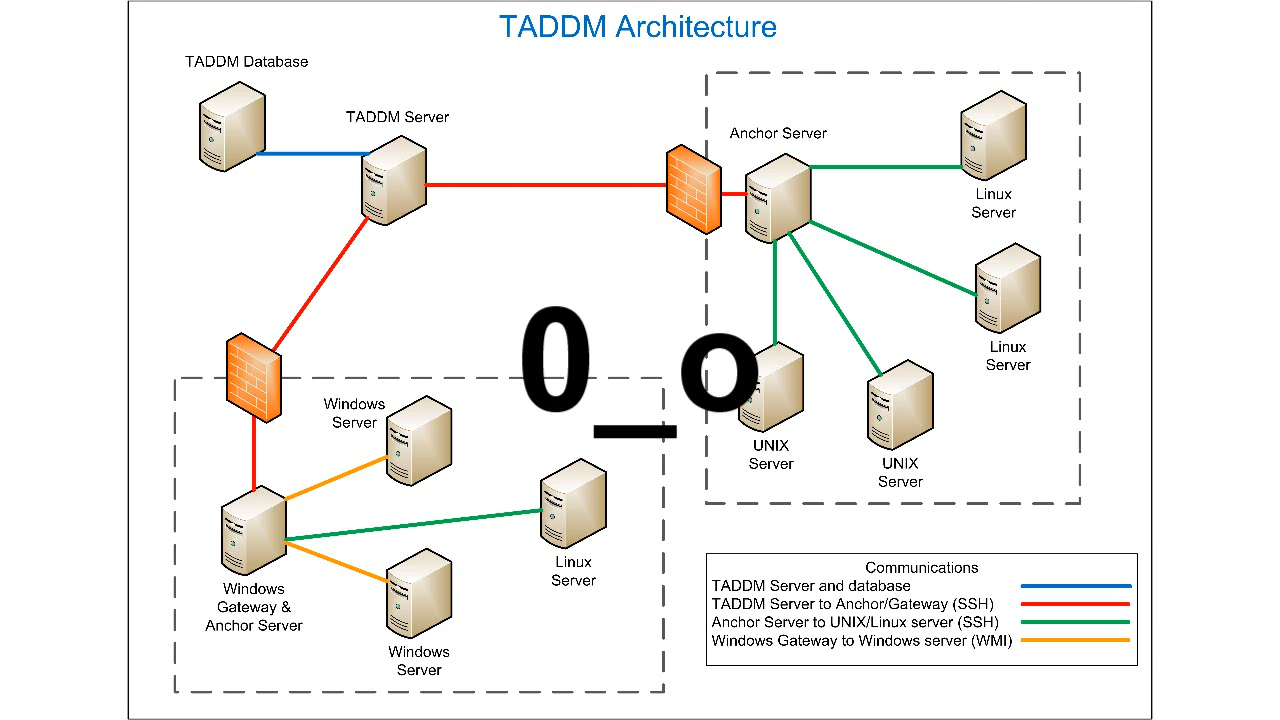 TADDM Architecture
TADDM Database
TADDM Server
Anchor Server
Linux
Server
Linux
Server
0_o
UNIX
Server
UNIX
Server
Windows
Server
Linux
Server
Windows
Gateway &
Anchor Server
Windows
Server
Communications
TADDM Server and database
TADDM Server to Anchor/Gateway (SSH)
Anchor Server to UNIX/Linux server (SSH)
Windows Gateway to Windows server (WMI)